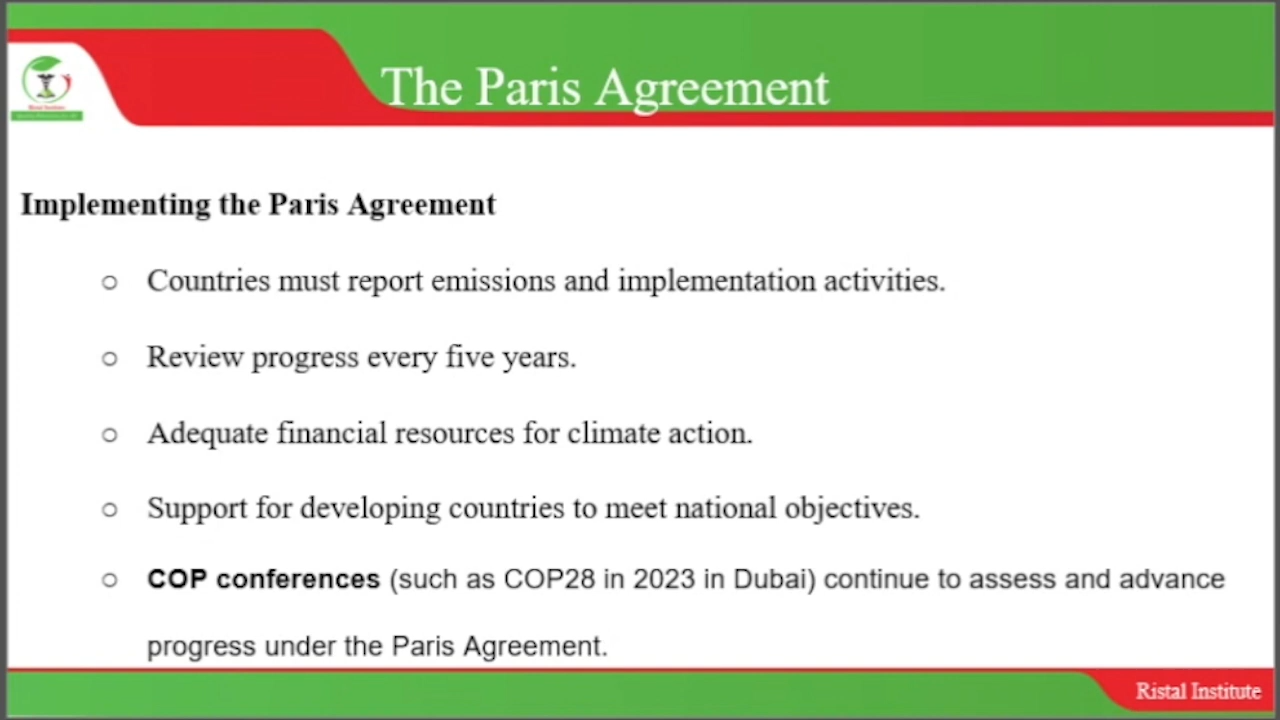 The Paris Agreement
Implementing the Paris Agreement
○ Countries must report emissions and implementation activities.
○ Review progress every five years.
○ Adequate financial resources for climate action.
○ Support for developing countries to meet national objectives.
○ COP conferences (such as COP28 in 2023 in Dubai) continue to assess and advance
progress under the Paris Agreement.
Ristal Institute
Ristal Institute